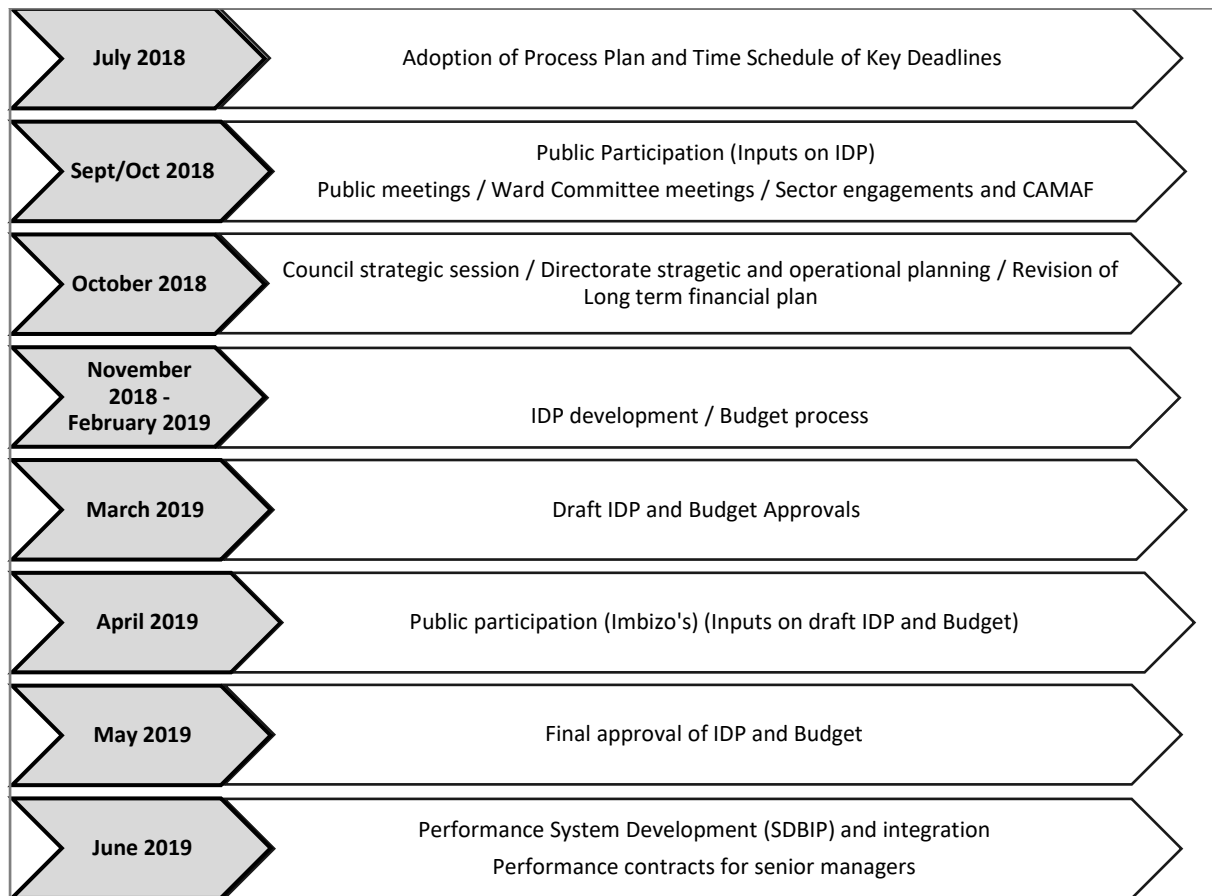 July 2018
Adoption of Process Plan and Time Schedule of Key Deadlines
Sept/Oct 2018
Public Participation (Inputs on IDP)
Public meetings / Ward Committee meetings / Sector engagements and CAMAF
October 2018
Council strategic session / Directorate stragetic and operational planning / Revision of
Long term financial plan
November
2018 -
February 2019
IDP development / Budget process
March 2019
Draft IDP and Budget Approvals
April 2019
Public participation (Imbizo's) (Inputs on draft IDP and Budget)
May 2019
Final approval of IDP and Budget
June 2019
Performance System Development (SDBIP) and integration
Performance contracts for senior managers